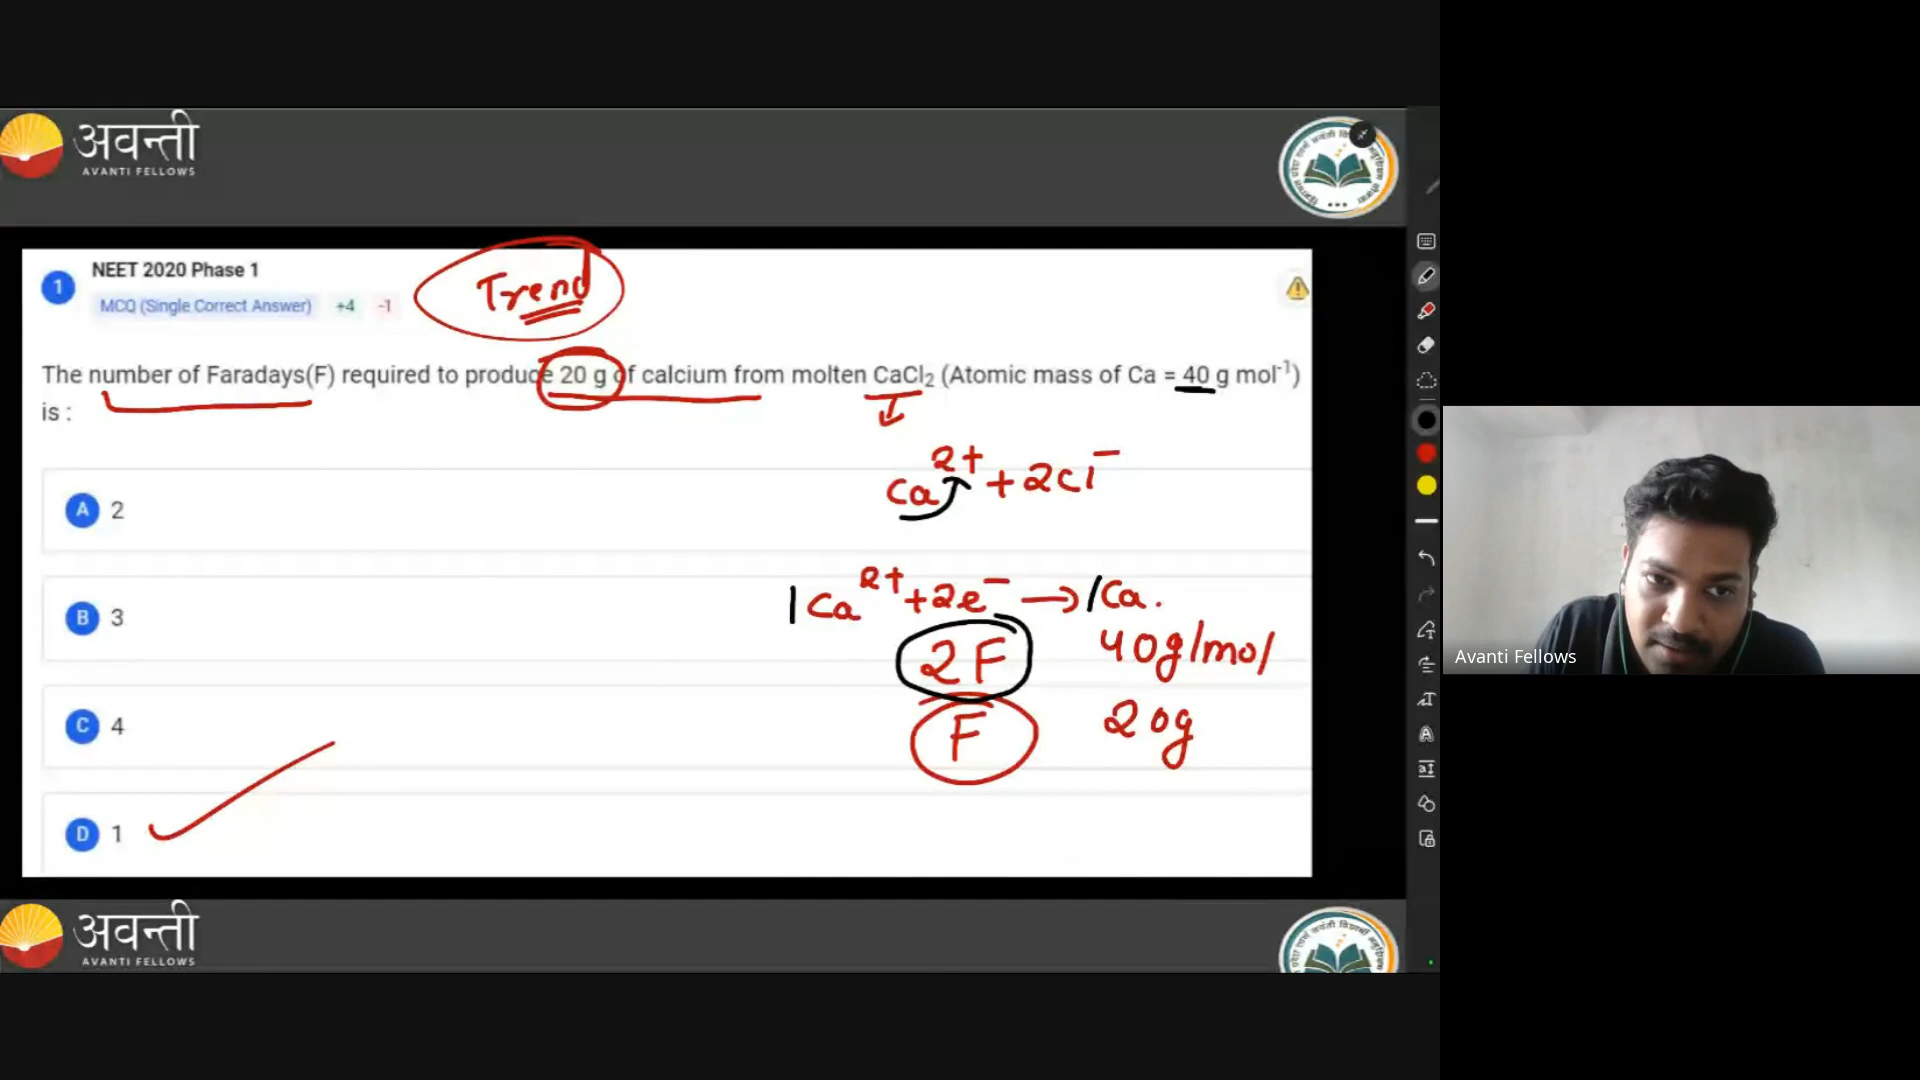 अवन्ती
AVANTI FELLOWS
1
NEET 2020 Phase 1
MCQ (Single Correct Answer) +4 -1
Trend
The number of Faradays(F) required to produce 20 g of calcium from molten CaCl₂ (Atomic mass of Ca = 40 g mol⁻¹)
is :
Ca²⁺ + 2Cl⁻
A 2
B 3
1Ca²⁺ + 2e⁻ → 1Ca.
2F 40g/mol
C 4
F 20g
D 1
Avanti Fellows
अवन्ती
AVANTI FELLOWS